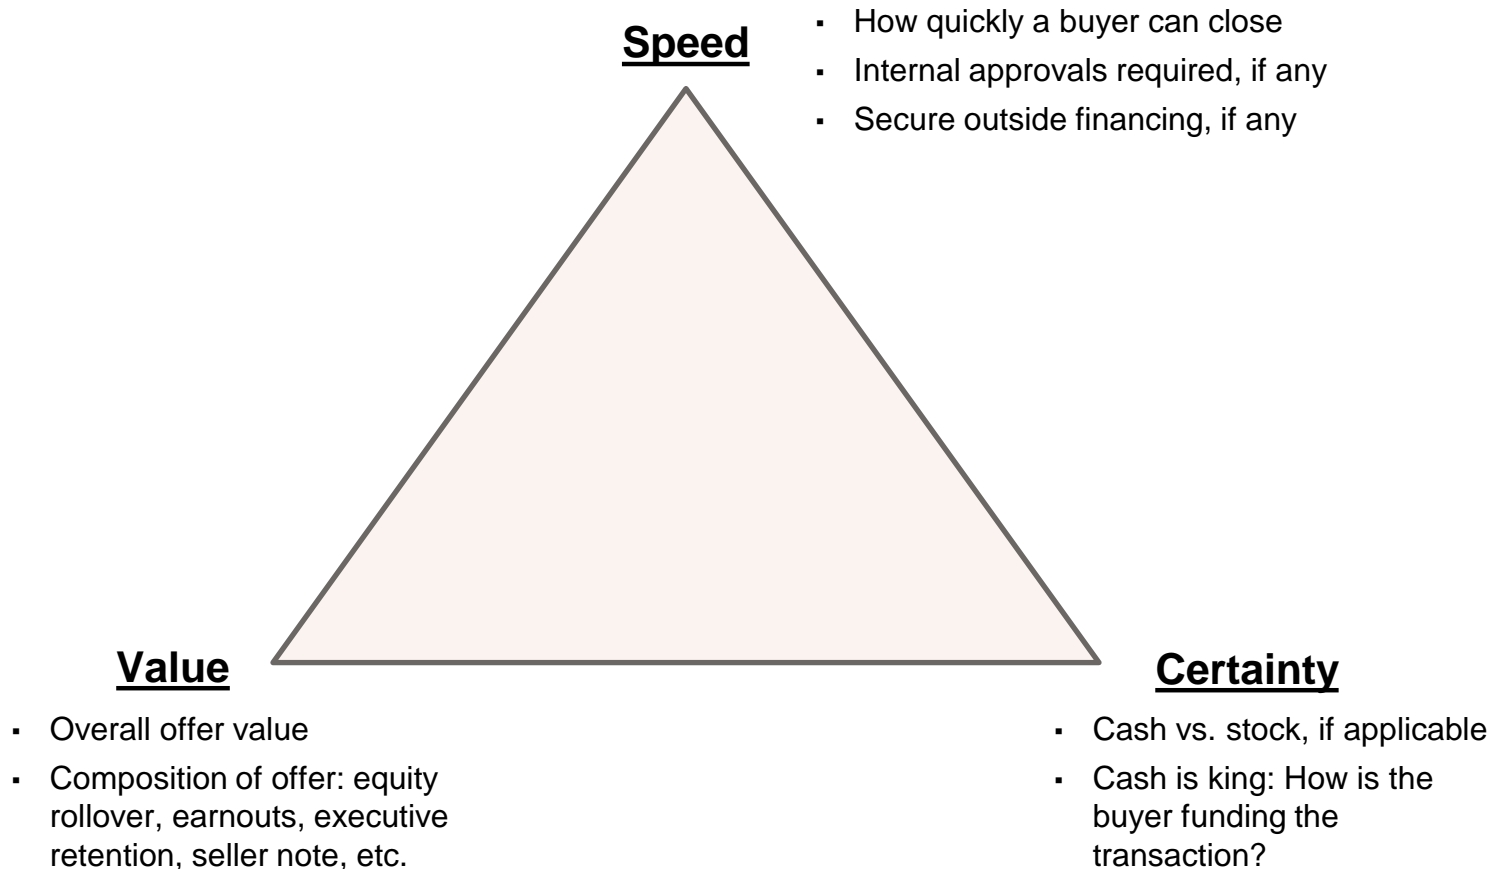 Speed
▪ How quickly a buyer can close
▪ Internal approvals required, if any
▪ Secure outside financing, if any
Value
▪ Overall offer value
▪ Composition of offer: equity
rollover, earnouts, executive
retention, seller note, etc.
Certainty
▪ Cash vs. stock, if applicable
▪ Cash is king: How is the
buyer funding the
transaction?